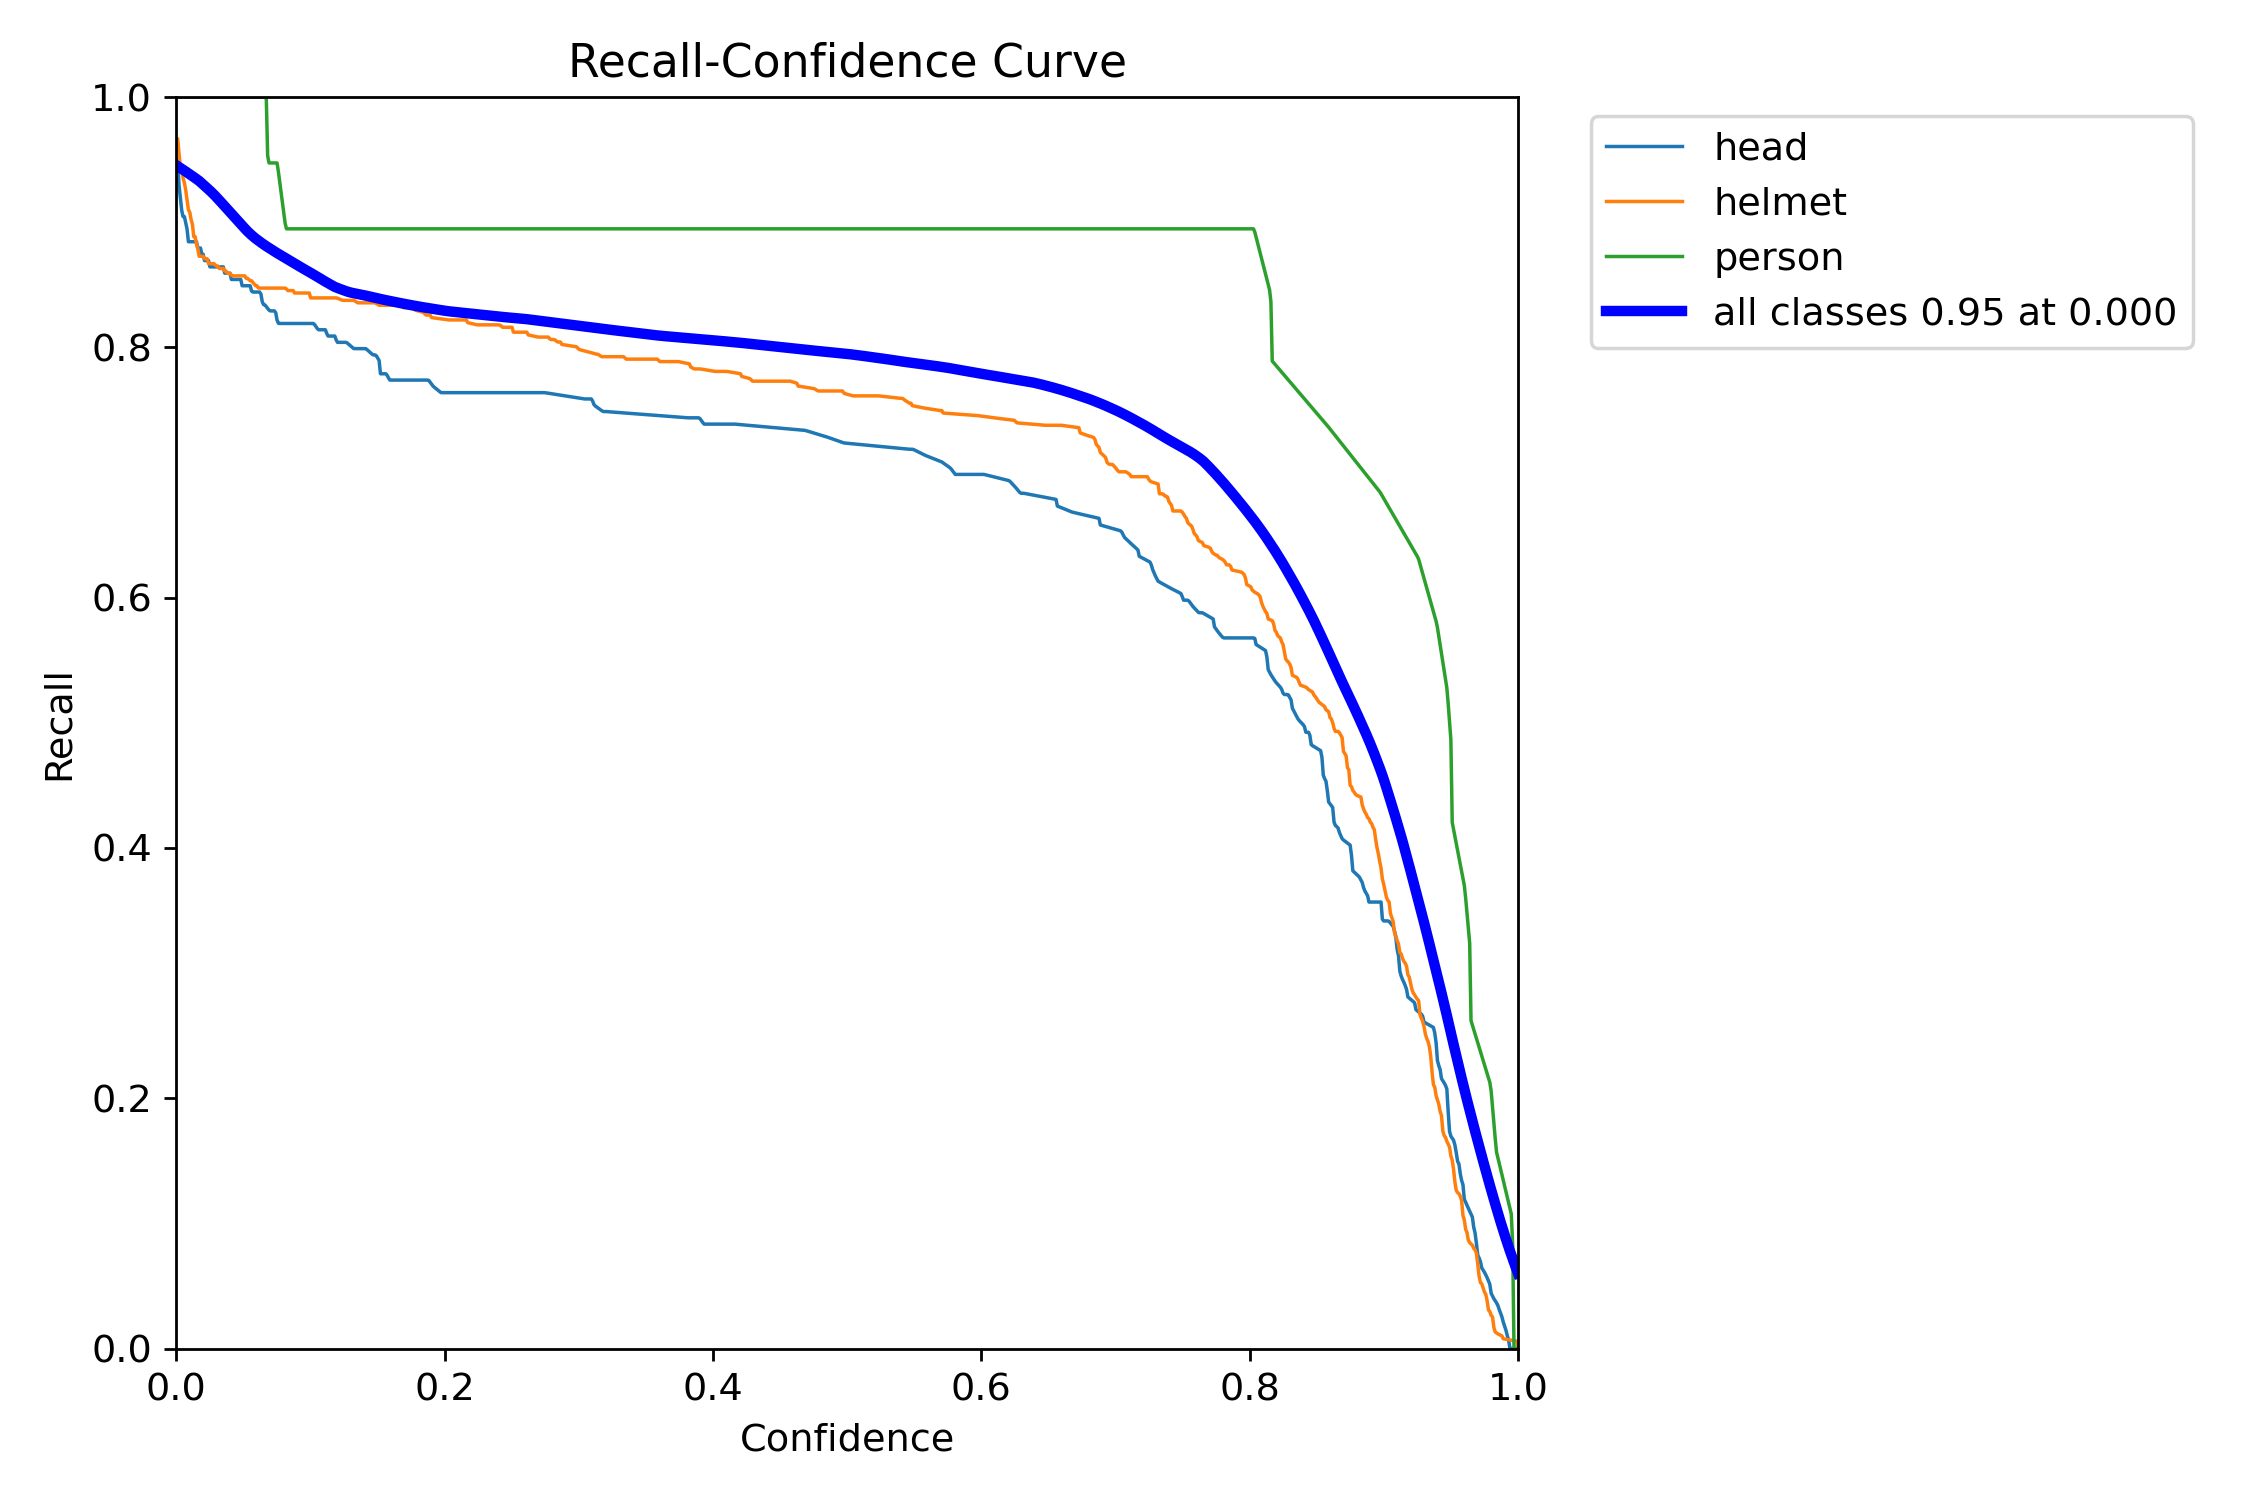 Recall-Confidence Curve
1.0
0.8
0.6
0.4
0.2
0.0
Recall
0.0 0.2 0.4 0.6 0.8 1.0
Confidence
head
helmet
person
all classes 0.95 at 0.000